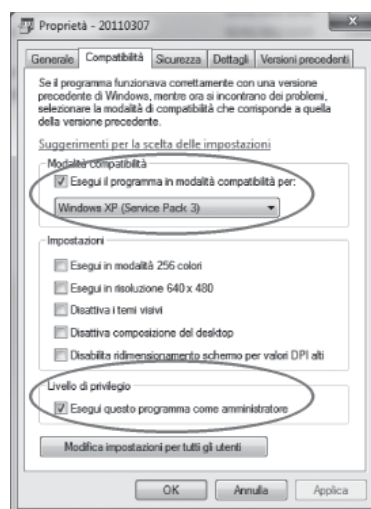 Proprietà - 20110307
Generale Compatibilità Sicurezza Dettagli Versioni precedenti
Se il programma funzionava correttamente con una versione
precedente di Windows, mentre ora si incontrano dei problemi,
selezionare la modalità di compatibilità che corrisponde a quella
della versione precedente.
Suggerimenti per la scelta delle impostazioni
Modalità compatibilità
Esegui il programma in modalità compatibilità per:
Windows XP (Service Pack 3)
Impostazioni
Esegui in modalità 256 colori
Esegui in risoluzione 640 x 480
Disattiva i temi visivi
Disattiva composizione del desktop
Disabilita ridimensionamento schermo per valori DPI alti
Livello di privilegio
Esegui questo programma come amministratore
Modifica impostazioni per tutti gli utenti
OK Annulla Applica